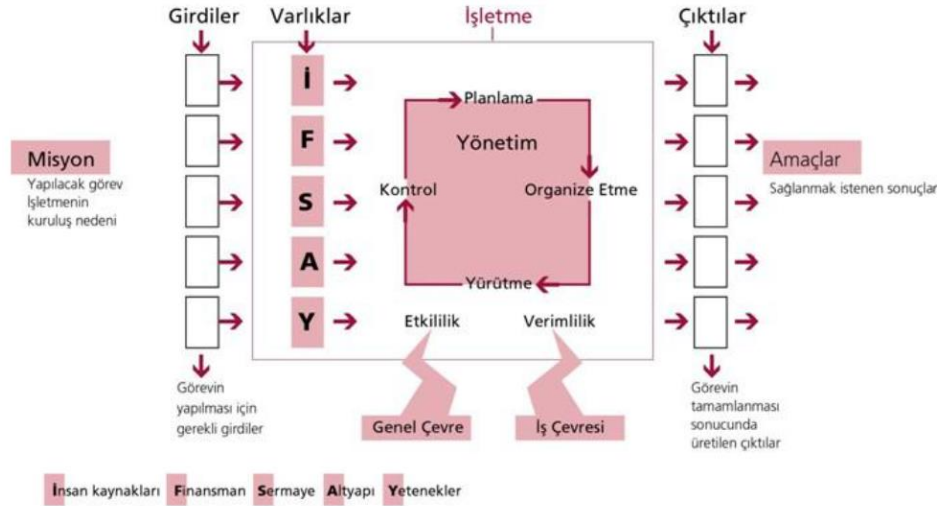 Girdiler
Varlıklar
İşletme
Çıktılar
İ
F
S
A
Y
Planlama
Yönetim
Kontrol
Organize Etme
Yürütme
Etkililik
Verimlilik
Misyon
Yapılacak görev
İşletmenin
kuruluş nedeni
Amaçlar
Sağlanmak istenen sonuçlar
Görevin
yapılması için
gerekli girdiler
Genel Çevre
İş Çevresi
Görevin
tamamlanması
sonucunda
üretilen çıktılar
İnsan kaynakları Finansman Sermaye Altyapı Yetenekler